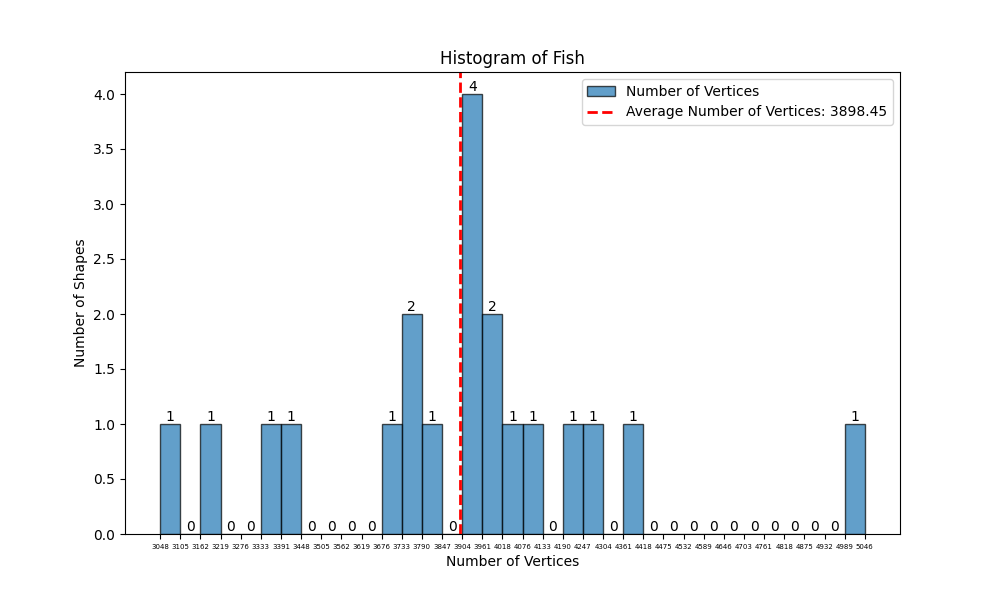 Histogram of Fish
Number of Vertices
Average Number of Vertices: 3898.45
Number of Shapes
4.0
3.5
3.0
2.5
2.0
1.5
1.0
0.5
0.0
1 0 1 0 0 1 1 0 0 0 0 1 2 1 0 4 2 1 1 0 1 1 0 1 0 0 0 0 0 0 0 0 0 0 1
3048 3105 3162 3219 3276 3333 3391 3448 3505 3562 3619 3676 3733 3790 3847 3904 3961 4018 4076 4133 4190 4247 4304 4361 4418 4475 4532 4589 4646 4703 4761 4818 4875 4932 4989 5046
Number of Vertices